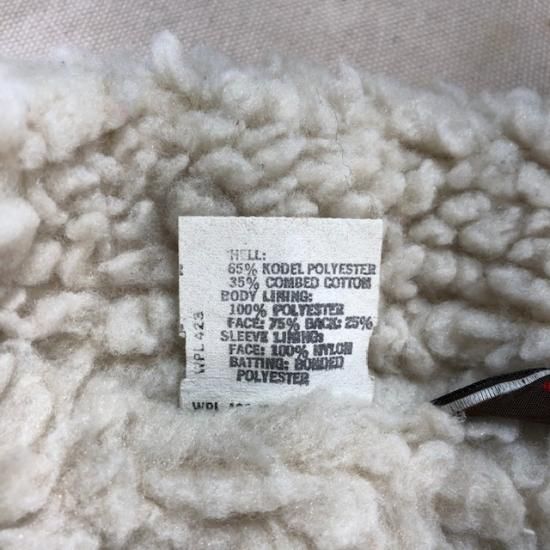 HELL:
65% KODEL POLYESTER
35% COMBED COTTON
BODY LINING:
100% POLYESTER
FACE: 75% BACK: 25%
SLEEVE LINING:
FACE: 100% NYLON
BATTING: BONDED
POLYESTER
WPL 423
WPL